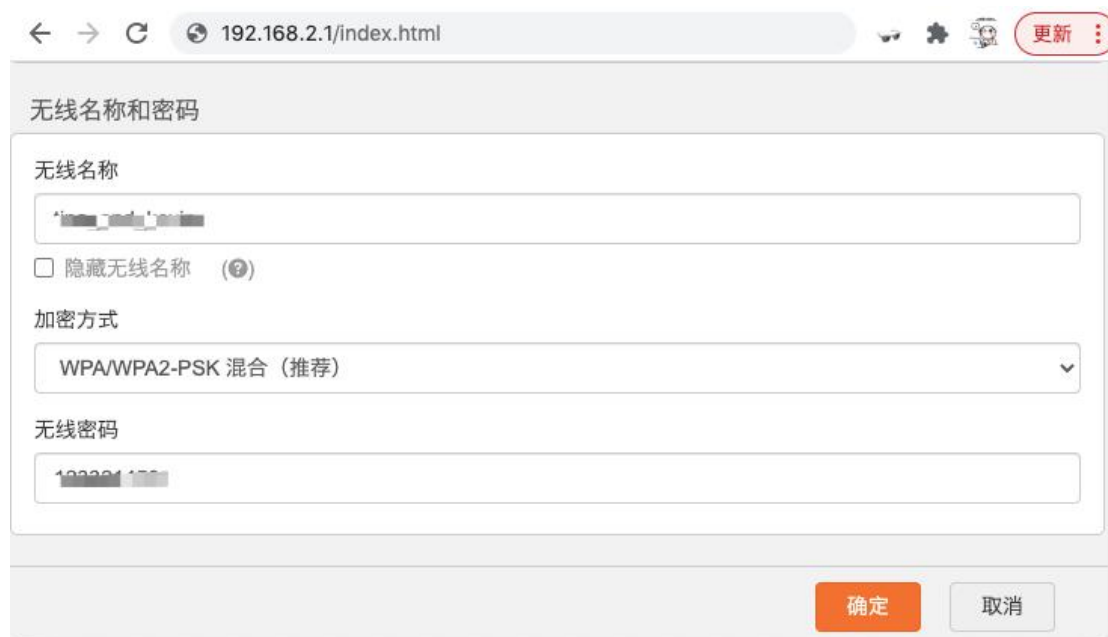 192.168.2.1/index.html
更新
无线名称和密码
无线名称
隐藏无线名称 (?)
加密方式
WPA/WPA2-PSK 混合（推荐）
无线密码
确定
取消